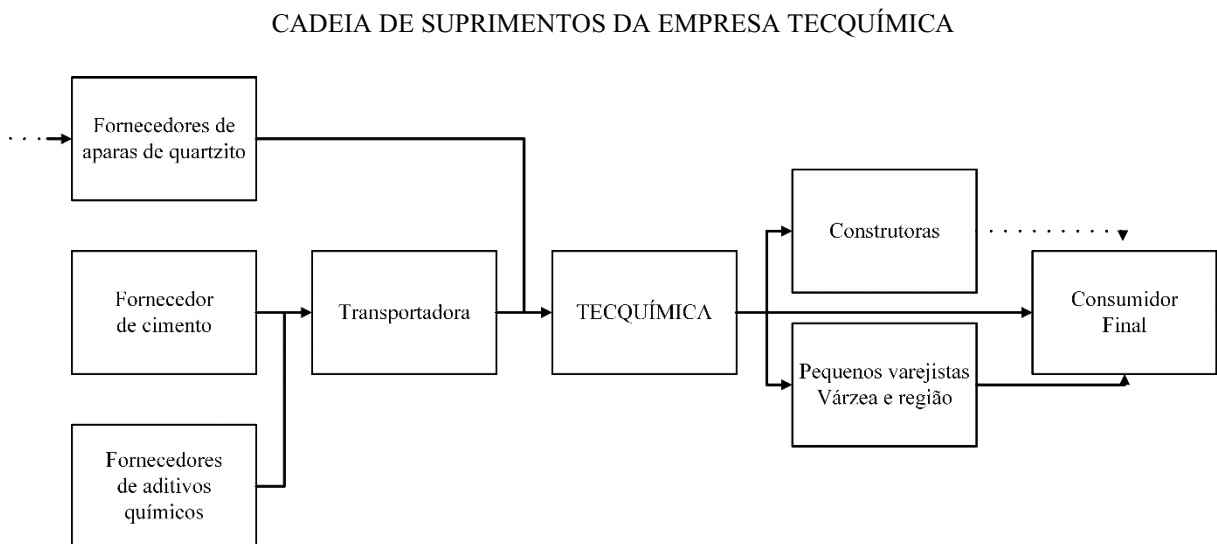 CADEIA DE SUPRIMENTOS DA EMPRESA TECQUÍMICA
Fornecedores de
aparas de quartzito
Construtoras
Fornecedor
de cimento
Transportadora
TECQUÍMICA
Consumidor
Final
Pequenos varejistas
Várzea e região
Fornecedores
de aditivos
químicos